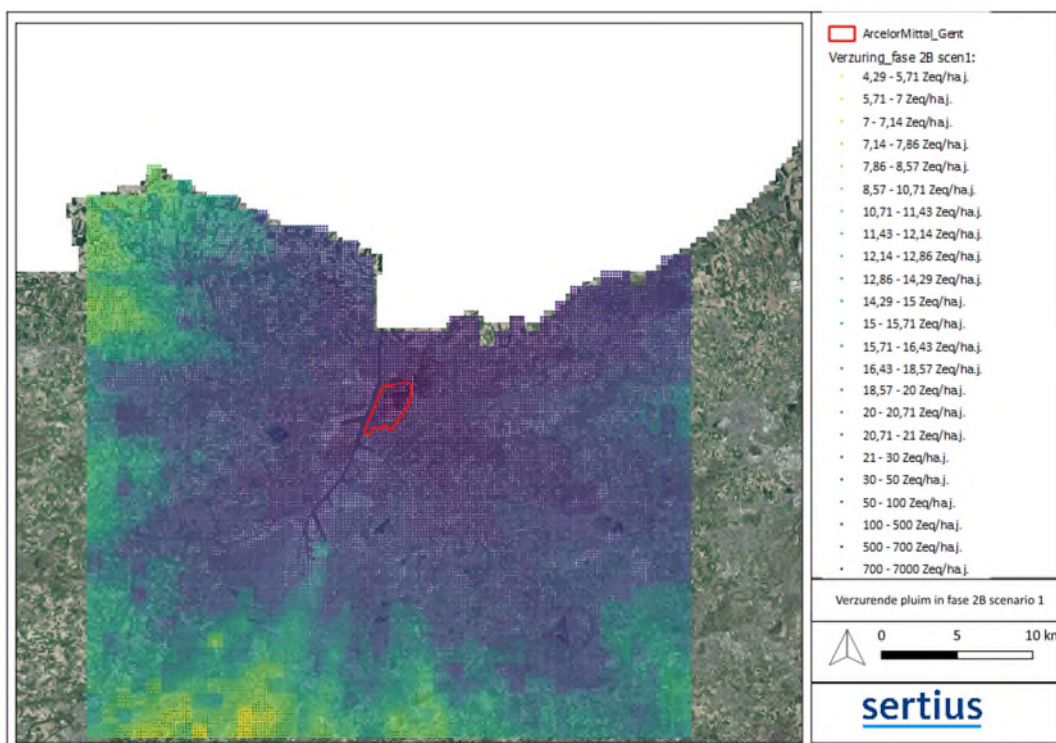 ArcelorMittal_Gent
Verzuring_fase 2B scen1:
4,29 - 5,71 Zeq/ha.j.
5,71 - 7 Zeq/ha.j.
7 - 7,14 Zeq/ha.j.
7,14 - 7,86 Zeq/ha.j.
7,86 - 8,57 Zeq/ha.j.
8,57 - 10,71 Zeq/ha.j.
10,71 - 11,43 Zeq/ha.j.
11,43 - 12,14 Zeq/ha.j.
12,14 - 12,86 Zeq/ha.j.
12,86 - 14,29 Zeq/ha.j.
14,29 - 15 Zeq/ha.j.
15 - 15,71 Zeq/ha.j.
15,71 - 16,43 Zeq/ha.j.
16,43 - 18,57 Zeq/ha.j.
18,57 - 20 Zeq/ha.j.
20 - 20,71 Zeq/ha.j.
20,71 - 21 Zeq/ha.j.
21 - 30 Zeq/ha.j.
30 - 50 Zeq/ha.j.
50 - 100 Zeq/ha.j.
100 - 500 Zeq/ha.j.
500 - 700 Zeq/ha.j.
700 - 7000 Zeq/ha.j.
Verzurende pluim in fase 2B scenario 1
0 5 10 km
sertius